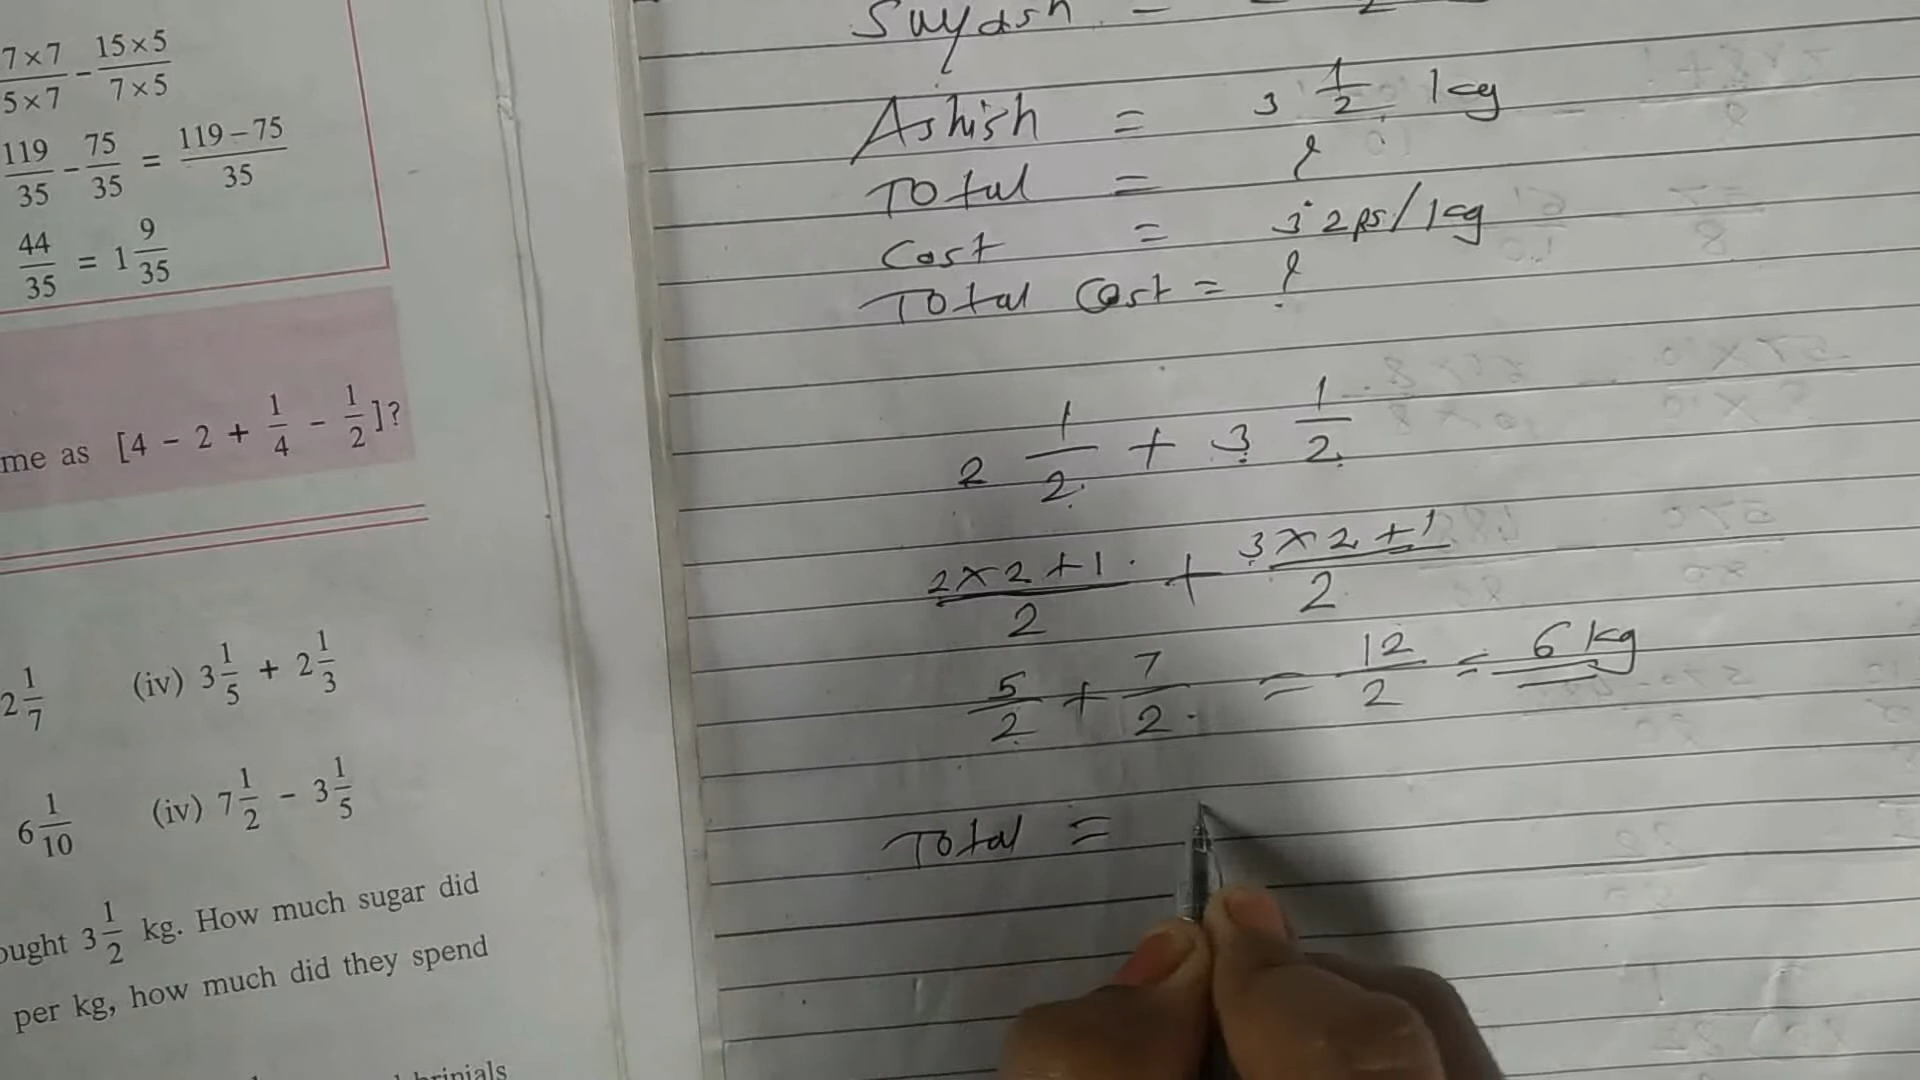 7×7/5×7 - 15×5/7×5
119/35 - 75/35 = 119-75/35
44/35 = 1 9/35
me as [4 - 2 + 1/4 - 1/2]?
2 1/7 (iv) 3 1/5 + 2 1/3
6 1/10 (iv) 7 1/2 - 3 1/5
ought 3 1/2 kg. How much sugar did
per kg, how much did they spend
Suyash -
Ashish = 3 1/2 kg
Total = ?
Cost = 32 Rs/kg
Total Cost = ?
2 1/2 + 3 1/2
2×2+1/2 + 3×2+1/2
5/2 + 7/2 = 12/2 = 6 kg
Total =